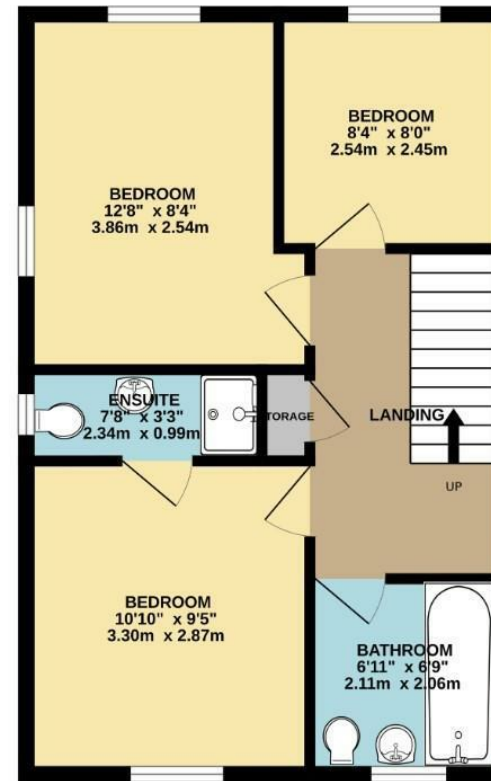 BEDROOM
8'4" x 8'0"
2.54m x 2.45m
BEDROOM
12'8" x 8'4"
3.86m x 2.54m
ENSUITE
7'8" x 3'3"
2.34m x 0.99m
TORAGE
LANDING
UP
BEDROOM
10'10" x 9'5"
3.30m x 2.87m
BATHROOM
6'11" x 6'9"
2.11m x 2.06m